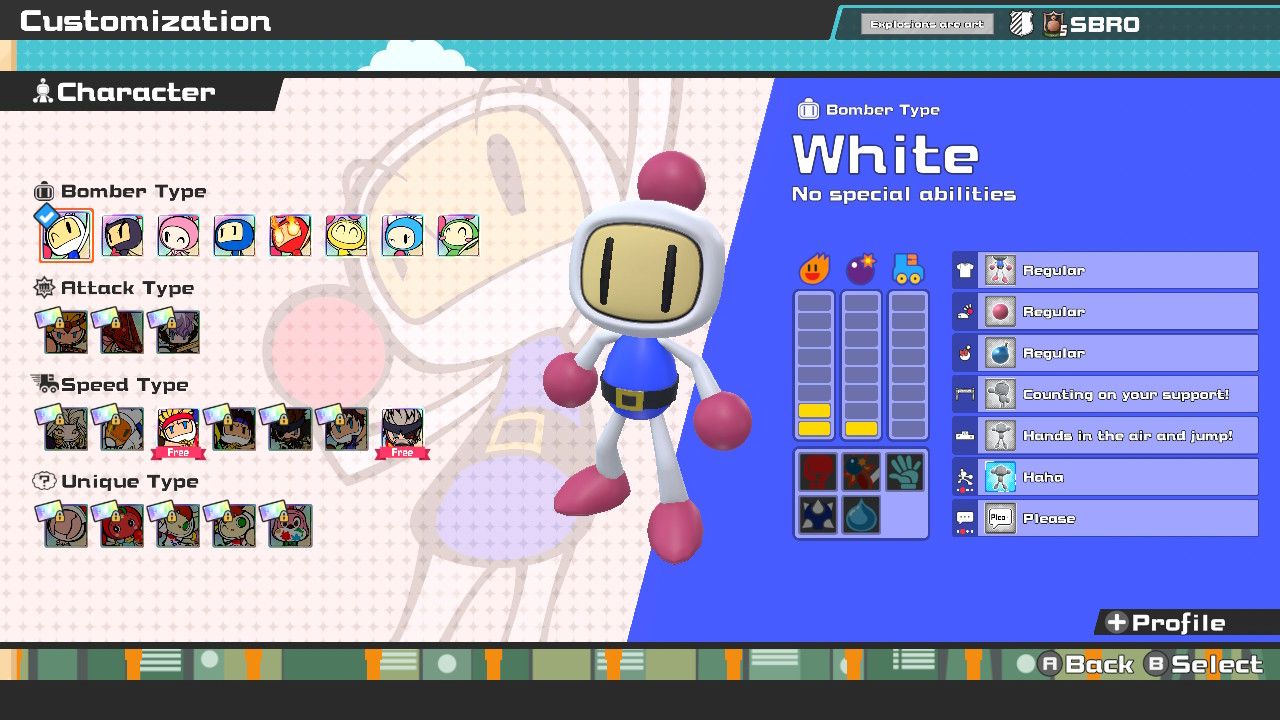 Customization
Explosions are art
SBRO
Character
Bomber Type
Attack Type
Speed Type
Free
Free
Unique Type
Bomber Type
White
No special abilities
Regular
Regular
Regular
Counting on your support!
Hands in the air and jump!
Haha
Please
Profile
A Back B Select